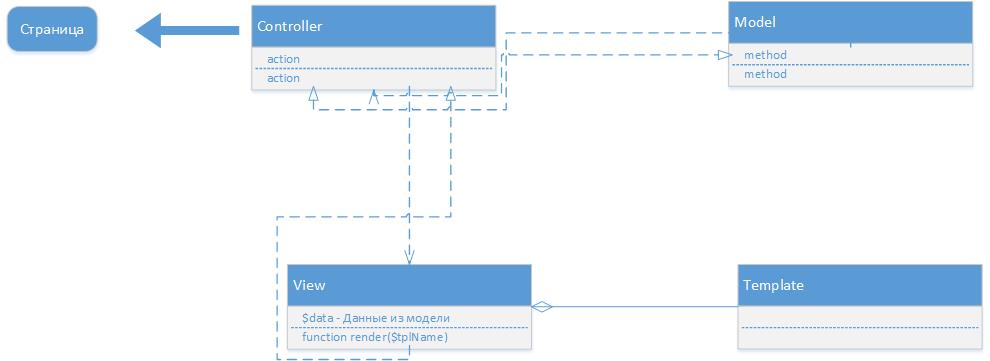 Страница
Controller
action
action
Model
method
method
View
$data - Данные из модели
function render($tplName)
Template